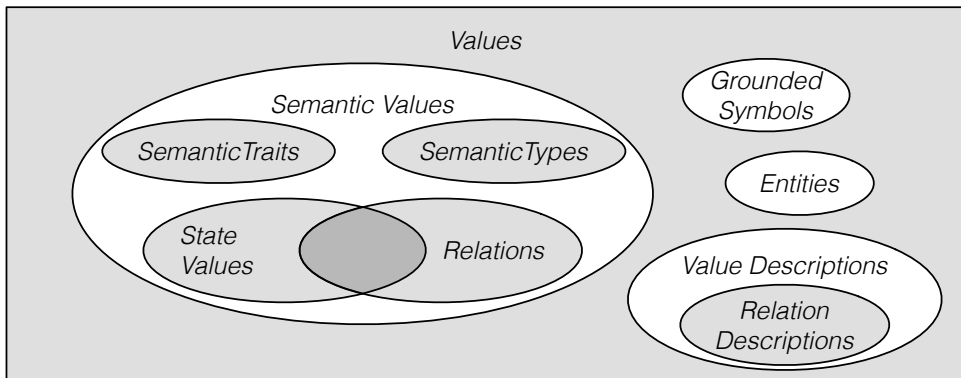 Values
Semantic Values
SemanticTraits
SemanticTypes
State
Values
Relations
Grounded
Symbols
Entities
Value Descriptions
Relation
Descriptions